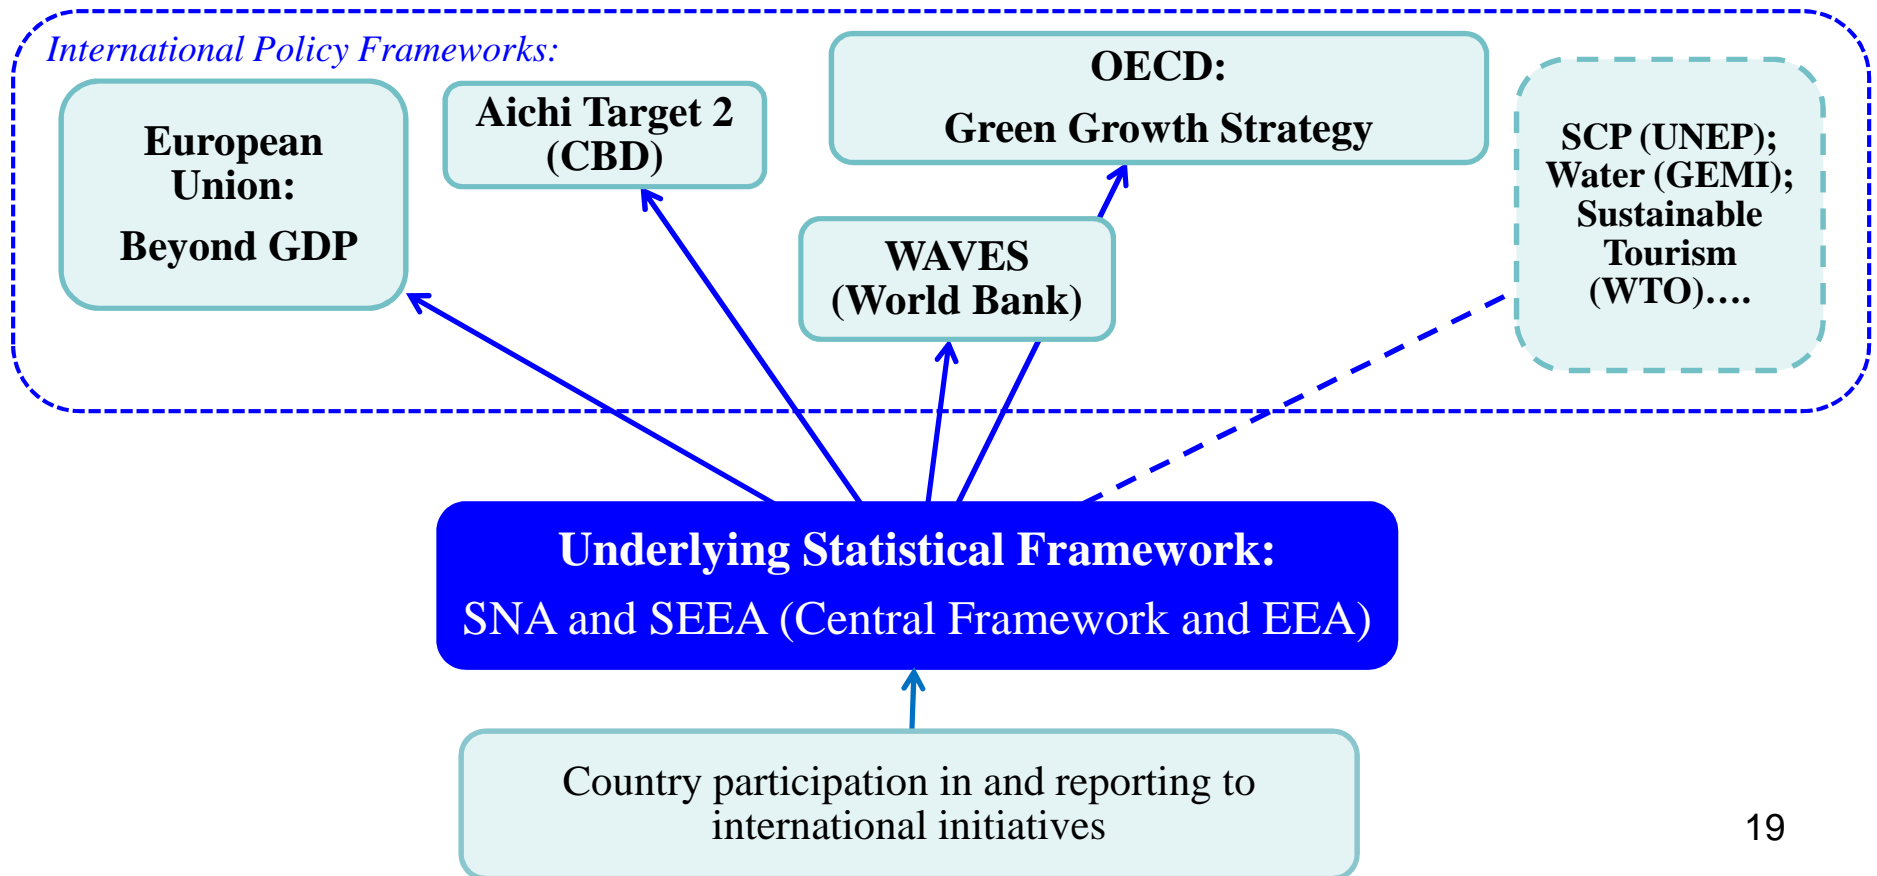 International Policy Frameworks:
European
Union:
Beyond GDP
Aichi Target 2
(CBD)
OECD:
Green Growth Strategy
WAVES
(World Bank)
SCP (UNEP);
Water (GEMI);
Sustainable
Tourism
(WTO)….
Underlying Statistical Framework:
SNA and SEEA (Central Framework and EEA)
Country participation in and reporting to
international initiatives
19